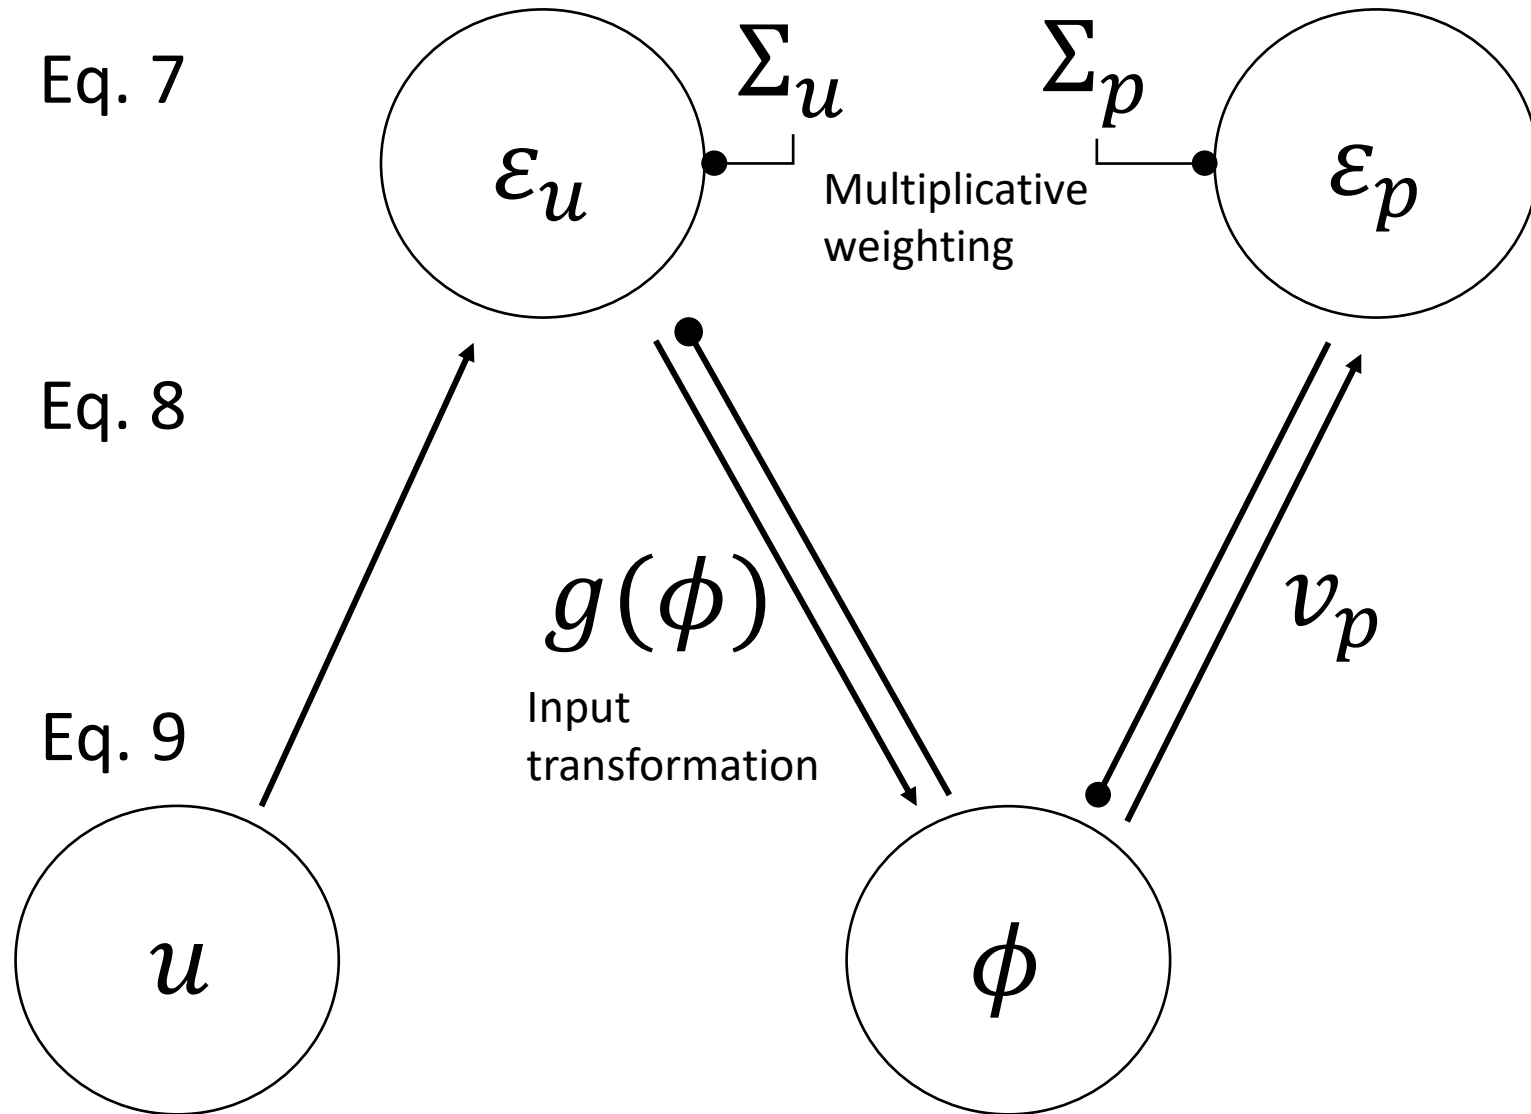 Eq. 7
Σ_u
Σ_p
ε_u
ε_p
Multiplicative
weighting
Eq. 8
g(ϕ)
v_p
Input
transformation
Eq. 9
u
ϕ